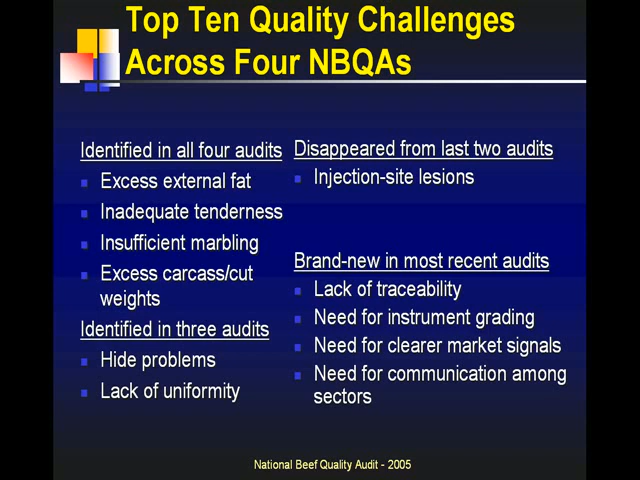 Top Ten Quality Challenges
Across Four NBQAs
Identified in all four audits
Excess external fat
Inadequate tenderness
Insufficient marbling
Excess carcass/cut
weights
Identified in three audits
Hide problems
Lack of uniformity
Disappeared from last two audits
Injection-site lesions
Brand-new in most recent audits
Lack of traceability
Need for instrument grading
Need for clearer market signals
Need for communication among
sectors
National Beef Quality Audit - 2005